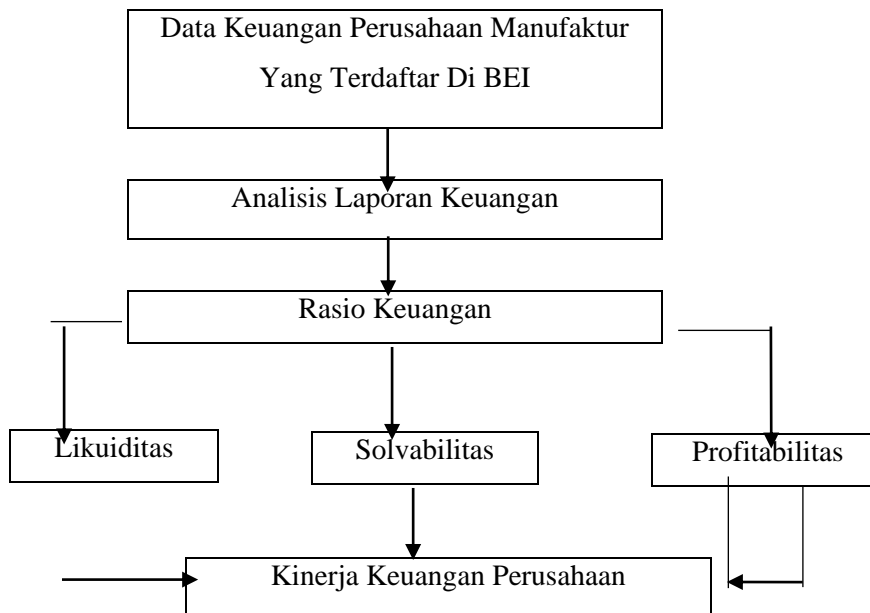 Data Keuangan Perusahaan Manufaktur
Yang Terdaftar Di BEI
Analisis Laporan Keuangan
Rasio Keuangan
Likuiditas
Solvabilitas
Profitabilitas
Kinerja Keuangan Perusahaan